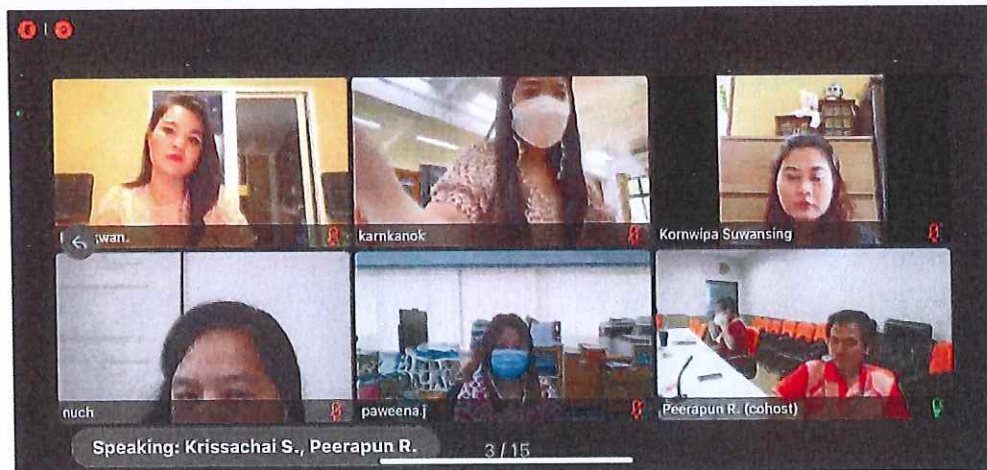 wan.
karnkanok
Kornwipa Suwansing
nuch
paweena.j
Peerapun R. (cohost)
Speaking: Krissachai S., Peerapun R.
3 / 15